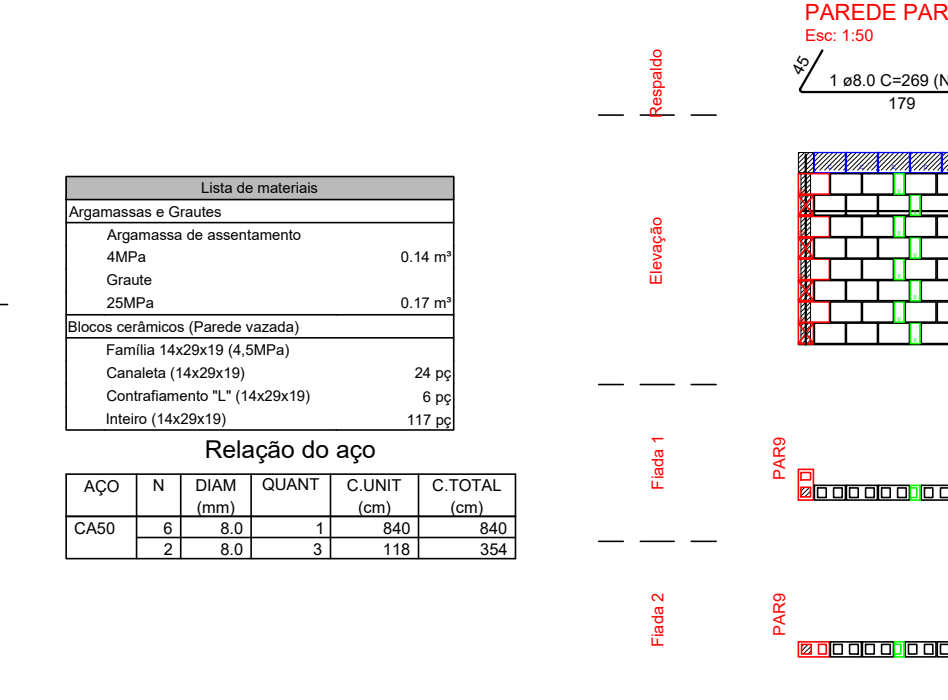 Lista de materiais
Argamassas e Grautes
Argamassa de assentamento
4MPa 0.14 m³
Graute
25MPa 0.17 m³
Blocos cerâmicos (Parede vazada)
Família 14x29x19 (4,5MPa)
Canaleta (14x29x19) 24 pç
Contrafiamento "L" (14x29x19) 6 pç
Inteiro (14x29x19) 117 pç
Relação do aço
AÇO N DIAM QUANT C.UNIT C.TOTAL
(mm) (cm) (cm)
CA50 6 8.0 1 840 840
2 8.0 3 118 354
Respaldo
Elevação
Fiada 1
Fiada 2
PAREDE PAR
Esc: 1:50
45
1 ø8.0 C=269 (N
179
PAR9
PAR9